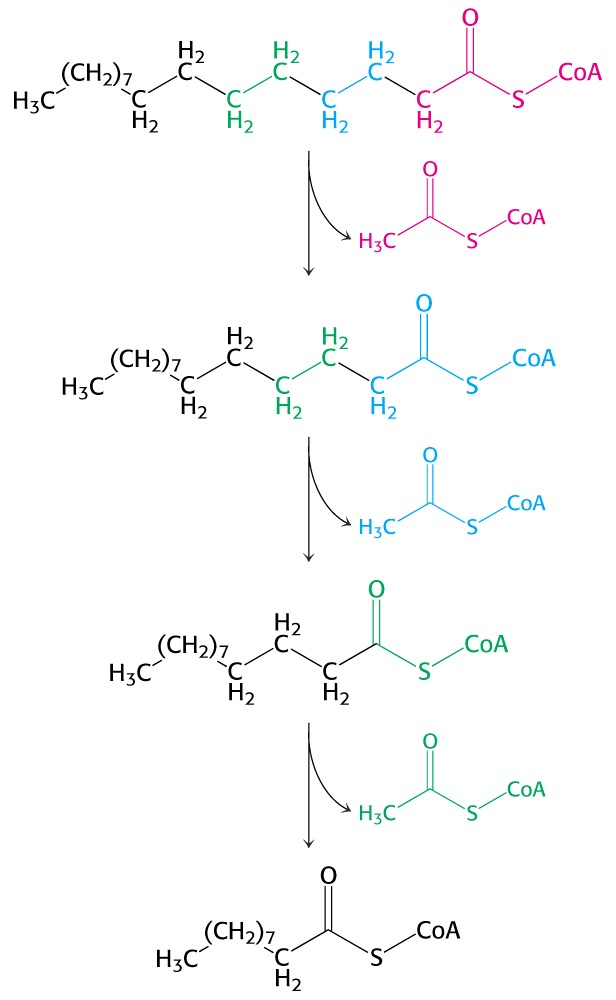 O
H₂ H₂ H₂
(CH₂)₇ CoA
H₃C C C C C C C C S
H₂ H₂ H₂ H₂
O
CoA
H₃C S
O
H₂ H₂
(CH₂)₇ C C CoA
H₃C C C C S
H₂ H₂ H₂
O
CoA
H₃C S
O
H₂
(CH₂)₇ C CoA
H₃C C C S
H₂ H₂
O
CoA
H₃C S
O
(CH₂)₇ CoA
H₃C C S
H₂